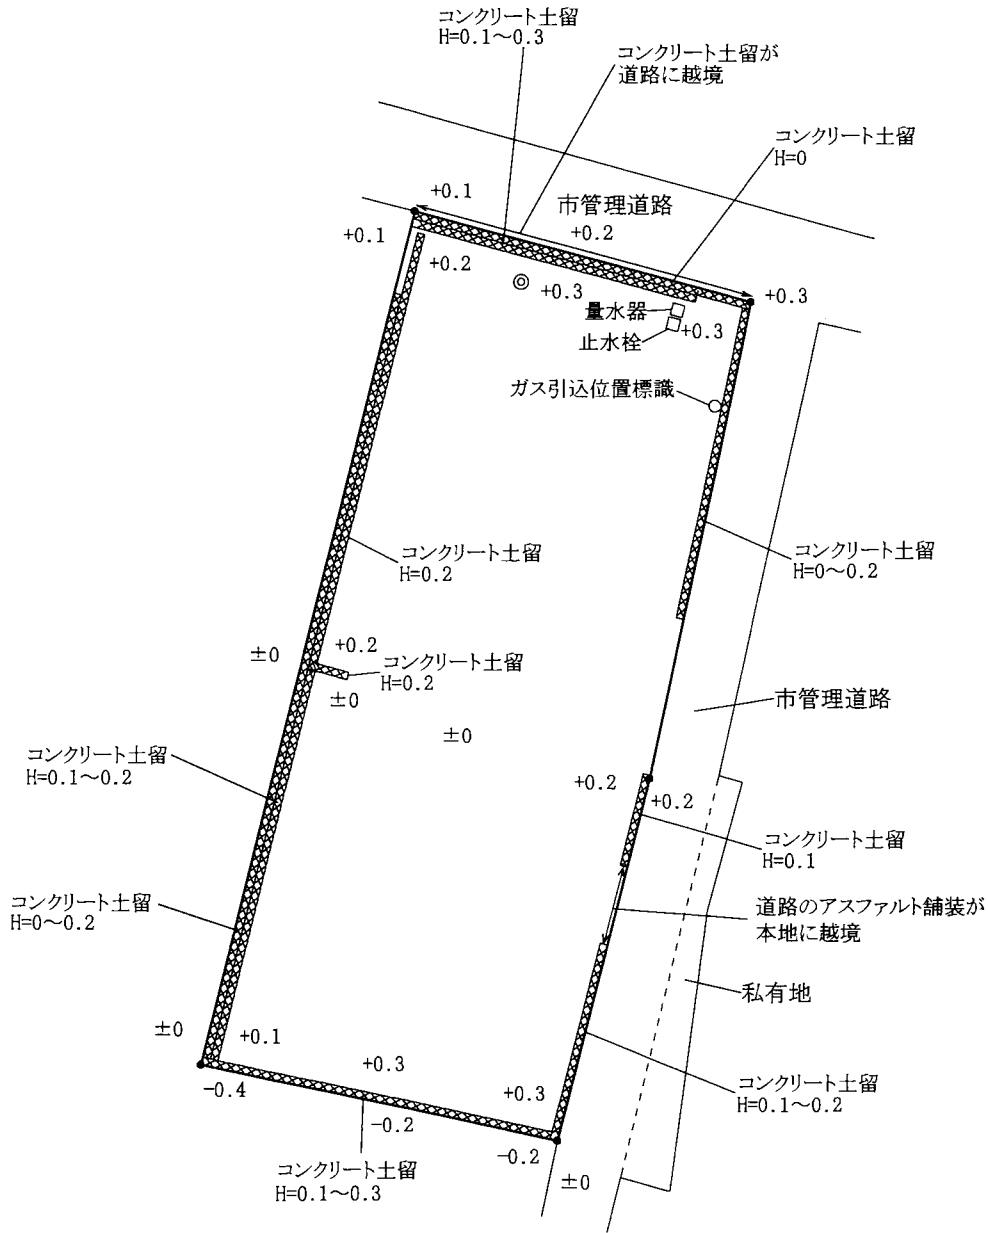 コンクリート土留
H=0.1～0.3
コンクリート土留が
道路に越境
コンクリート土留
H=0
+0.1
市管理道路
+0.1
+0.2
+0.2
+0.3
+0.3
量水器
+0.3
止水栓
ガス引込位置標識
コンクリート土留
H=0.2
コンクリート土留
H=0～0.2
±0
+0.2
コンクリート土留
H=0.2
±0
市管理道路
±0
コンクリート土留
H=0.1～0.2
+0.2
+0.2
コンクリート土留
H=0.1
コンクリート土留
H=0～0.2
道路のアスファルト舗装が
本地に越境
私有地
±0
+0.1
+0.3
+0.3
-0.4
-0.2
コンクリート土留
H=0.1～0.2
-0.2
コンクリート土留
H=0.1～0.3
±0